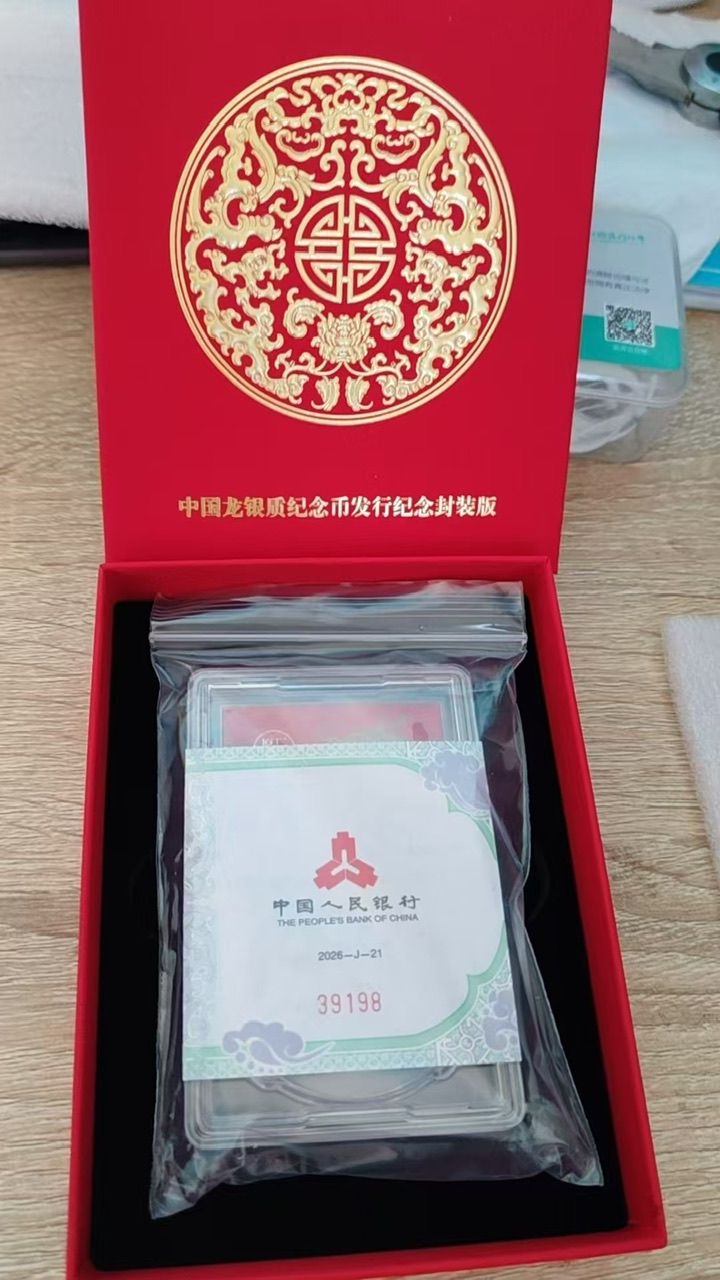 中国龙银质纪念币发行纪念封装版
中国人民银行
THE PEOPLE'S BANK OF CHINA
2026-J-21
39198